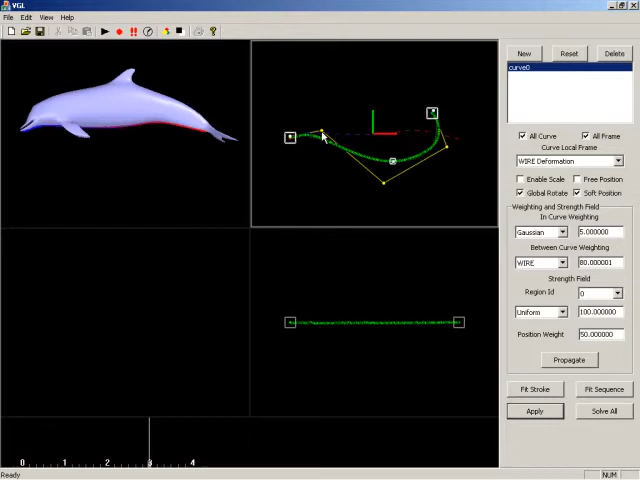 VGL
File Edit View Help
New Reset Delete
curve0
All Curve All Frame
Curve Local Frame
WIRE Deformation
Enable Scale Free Position
Global Rotate Soft Position
Weighting and Strength Field
In Curve Weighting
Gaussian 5.000000
Between Curve Weighting
WIRE 80.000001
Strength Field
Region Id 0
Uniform 100.000000
Position Weight 50.000000
Propagate
Fit Stroke Fit Sequence
Apply Solve All
0 1 2 3 4
Ready NUM